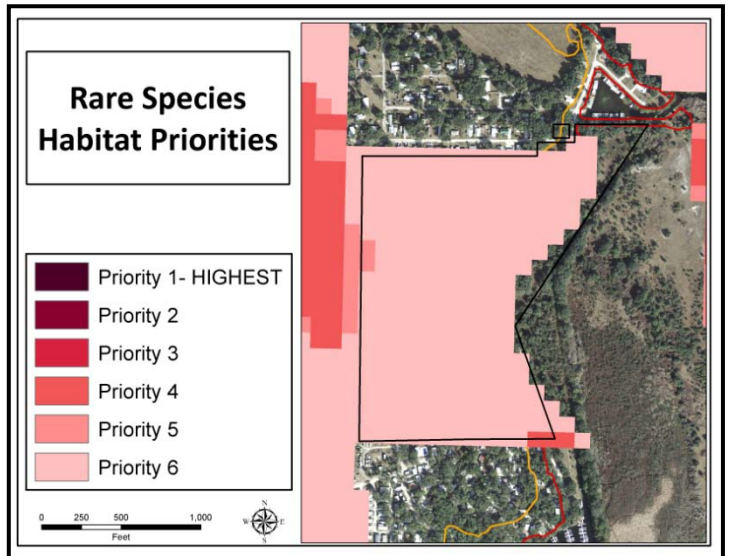 Rare Species
Habitat Priorities
Priority 1- HIGHEST
Priority 2
Priority 3
Priority 4
Priority 5
Priority 6
0 250 500 1,000
Feet
N
W E
S